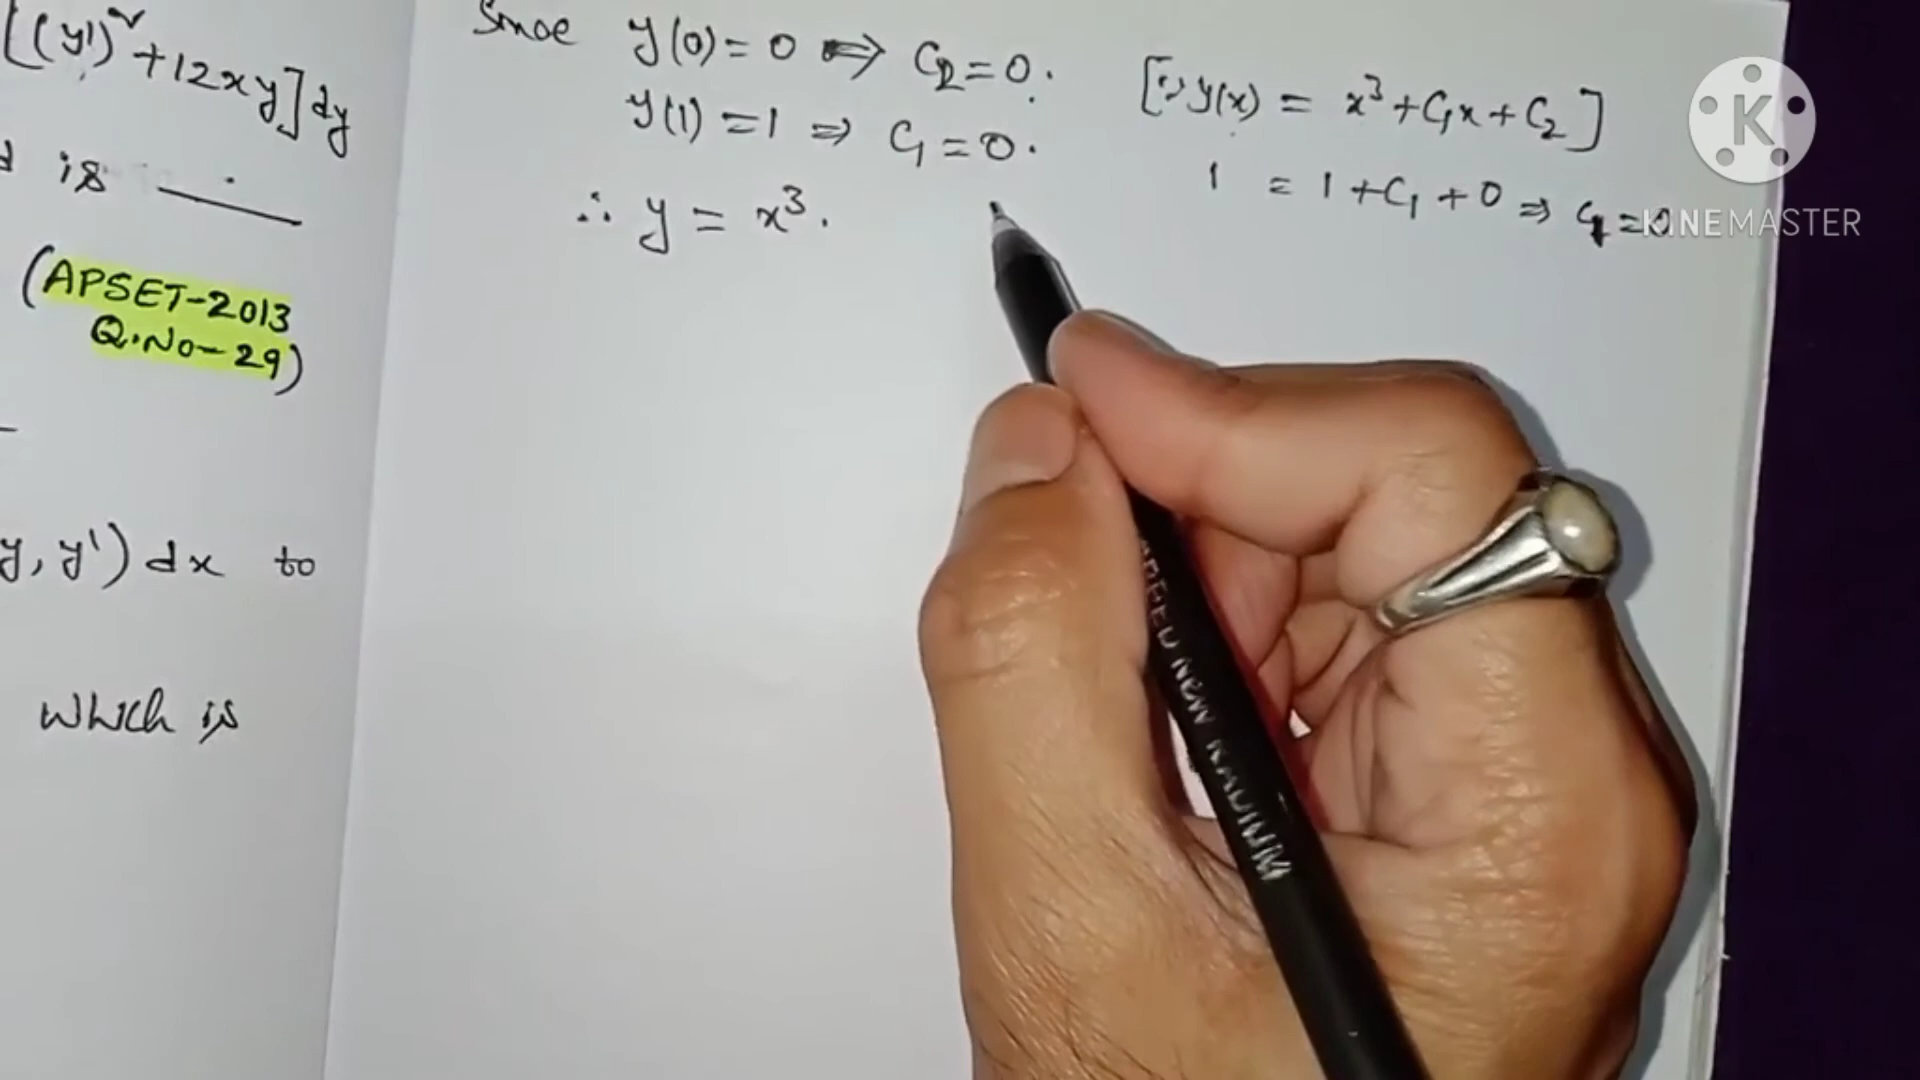 [(y')² + 12xy] dy
d is ___
(APSET-2013
Q.No-29)
y, y') dx to
which is
Since y(0) = 0 ⇒ C2 = 0.
y(1) = 1 ⇒ C1 = 0.
∴ y = x³.
[∵ y(x) = x³ + C1x + C2]
1 = 1 + C1 + 0 ⇒ C1 = 0
K
KINEMASTER